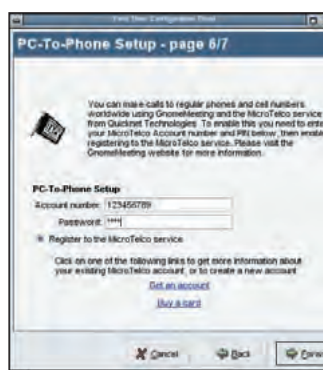 First Time Configuration Druid
PC-To-Phone Setup - page 6/7
You can make calls to regular phones and cell numbers
worldwide using GnomeMeeting and the MicroTelco service
from Quicknet Technologies. To enable this you need to ente
your MicroTelco Account number and PIN below, then enable
registering to the MicroTelco service. Please visit the
GnomeMeeting website for more information.
PC-To-Phone Setup
Account number: 123456789
Password: ****
Register to the MicroTelco service
Click on one of the following links to get more information about
your existing MicroTelco account, or to create a new account
Get an account
Buy a card
Cancel
Back
Forw